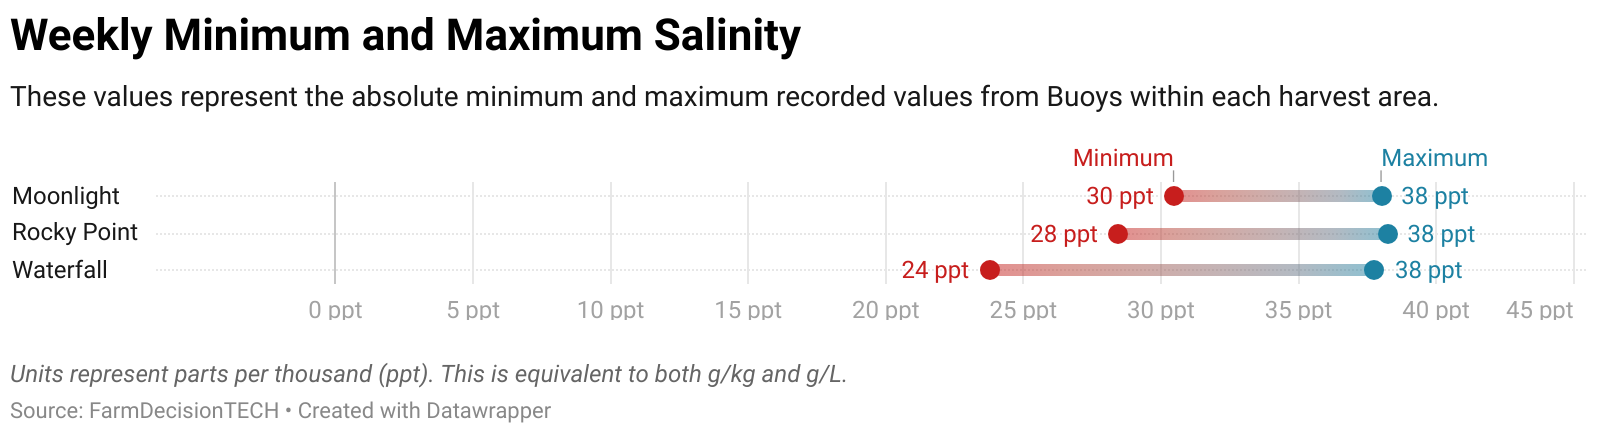 Weekly Minimum and Maximum Salinity
These values represent the absolute minimum and maximum recorded values from Buoys within each harvest area.
Minimum Maximum
Moonlight 30 ppt 38 ppt
Rocky Point 28 ppt 38 ppt
Waterfall 24 ppt 38 ppt
0 ppt 5 ppt 10 ppt 15 ppt 20 ppt 25 ppt 30 ppt 35 ppt 40 ppt 45 ppt
Units represent parts per thousand (ppt). This is equivalent to both g/kg and g/L.
Source: FarmDecisionTECH • Created with Datawrapper